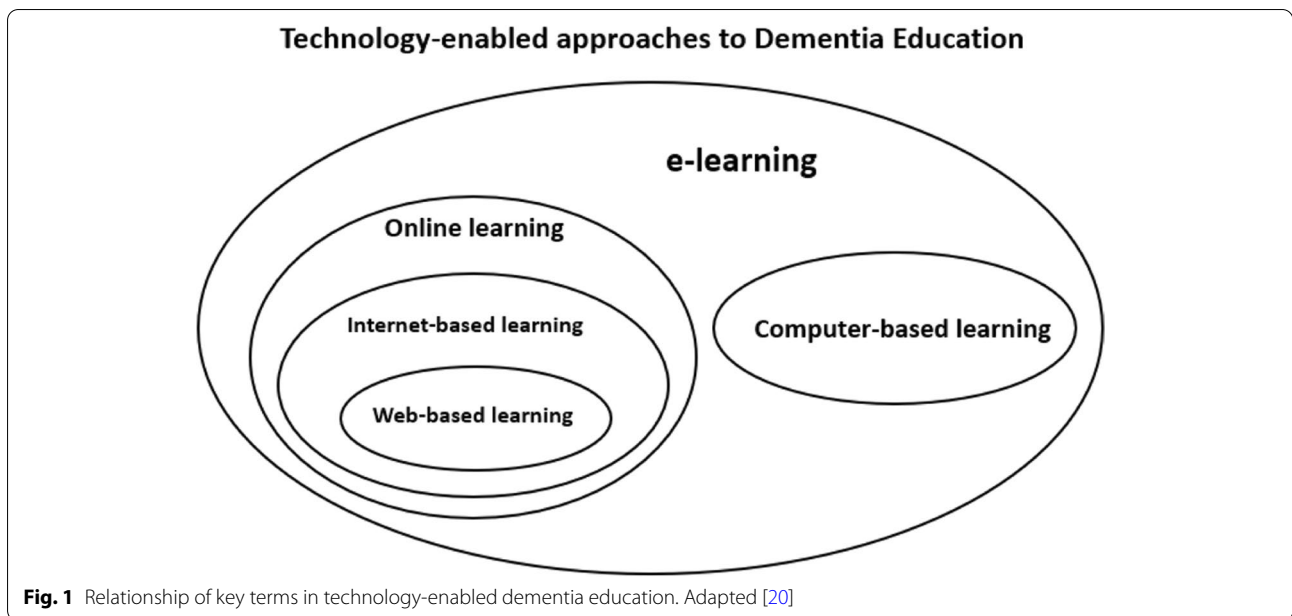 Technology-enabled approaches to Dementia Education
e-learning
Online learning
Internet-based learning
Computer-based learning
Web-based learning
Fig. 1 Relationship of key terms in technology-enabled dementia education. Adapted [20]